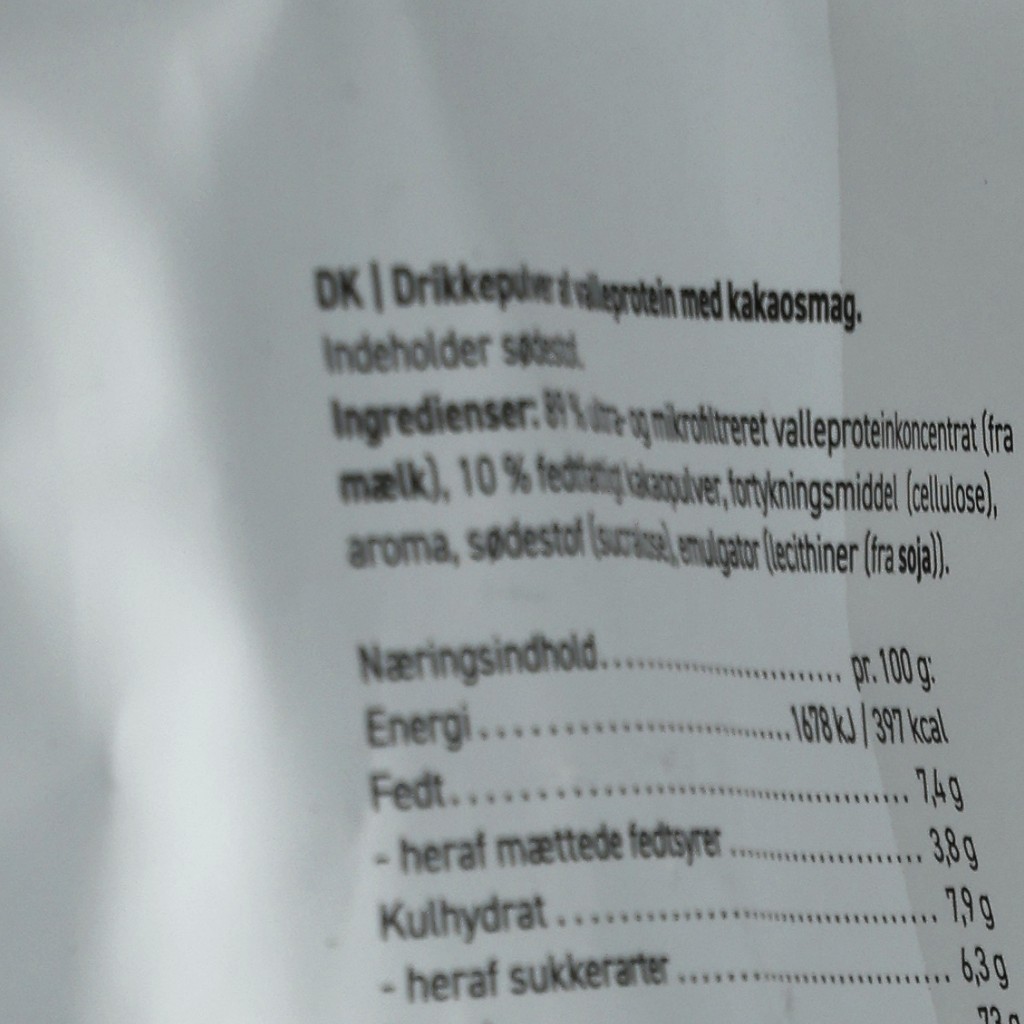 DK | Drikkepulver af valleprotein med kakaosmag.
Indeholder sødestof.
Ingredienser: 89 % ultra- og mikrofiltreret valleproteinkoncentrat (fra
mælk), 10 % fedtfattig kakaopulver, fortykningsmiddel (cellulose),
aroma, sødestof (sucralose), emulgator (lecithiner (fra soja)).
Næringsindhold.................... pr. 100 g:
Energi....................1678 kJ / 397 kcal
Fedt.................... 7,4 g
- heraf mættede fedtsyrer .................... 3,8 g
Kulhydrat .................... 7,9 g
- heraf sukkerarter .................... 6,3 g